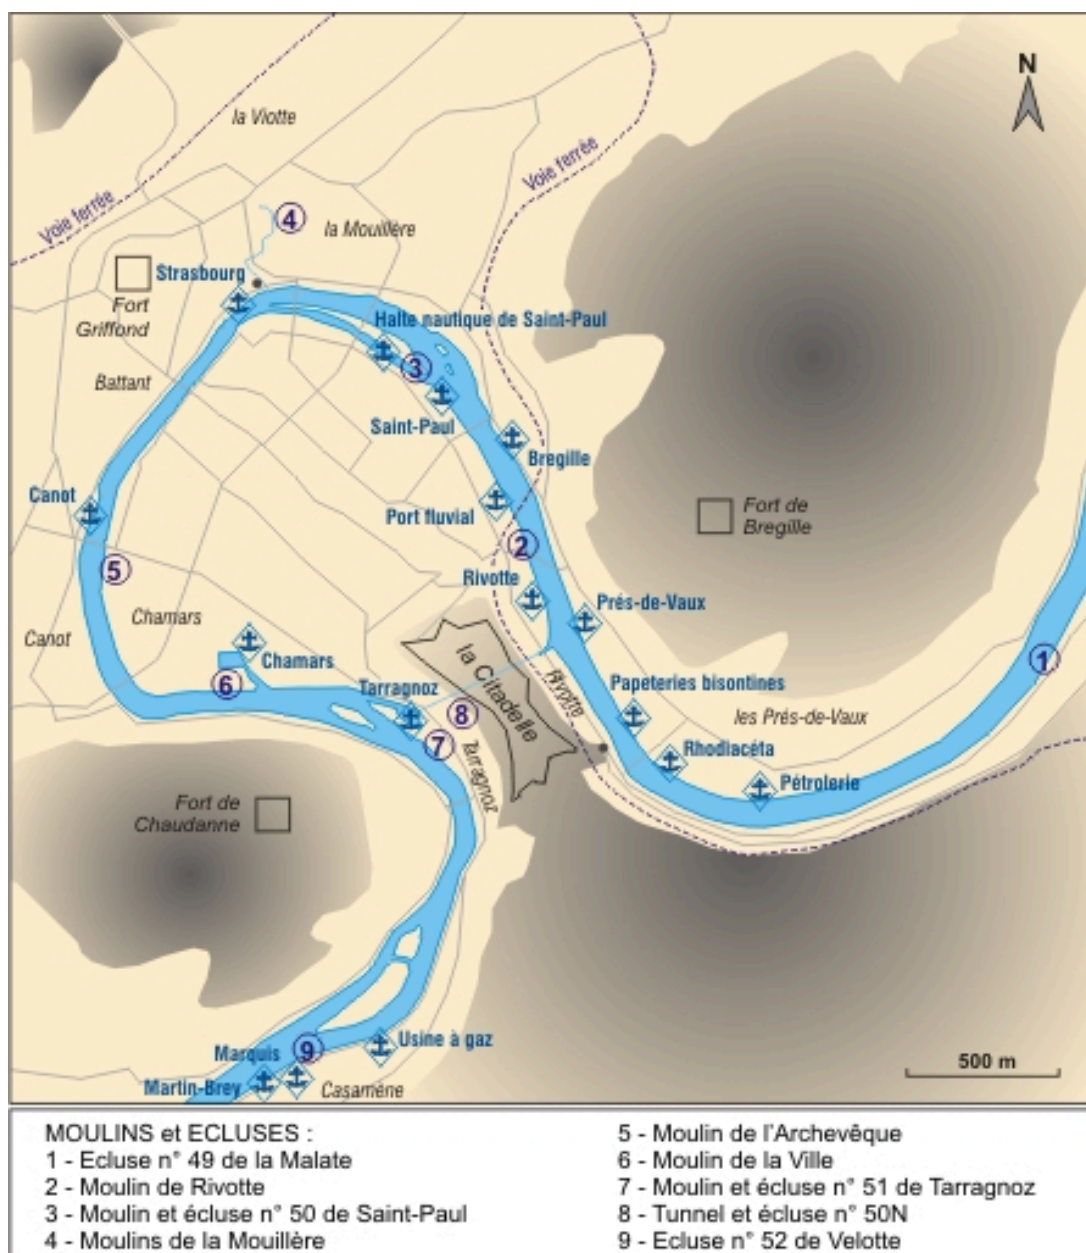 N
la Viotte
Voie ferrée
Voie ferrée
4
la Mouillère
Strasbourg
Fort
Griffond
Halte nautique de Saint-Paul
3
Battant
Saint-Paul
Bregille
Canot
Port fluvial
Fort de
Bregille
2
5
Rivotte
Prés-de-Vaux
Chamars
Canot
Chamars
la Citadelle
1
6
Tarragnoz
Rivotte
Papeteries bisontines
8
les Prés-de-Vaux
7
Tarragnoz
Rhodiacéta
Pétrolerie
Fort de
Chaudanne
Usine à gaz
9
Marquis
Martin-Brey
Casamène
500 m
MOULINS et ECLUSES :
1 - Ecluse n° 49 de la Malate
2 - Moulin de Rivotte
3 - Moulin et écluse n° 50 de Saint-Paul
4 - Moulins de la Mouillère
5 - Moulin de l'Archevêque
6 - Moulin de la Ville
7 - Moulin et écluse n° 51 de Tarragnoz
8 - Tunnel et écluse n° 50N
9 - Ecluse n° 52 de Velotte